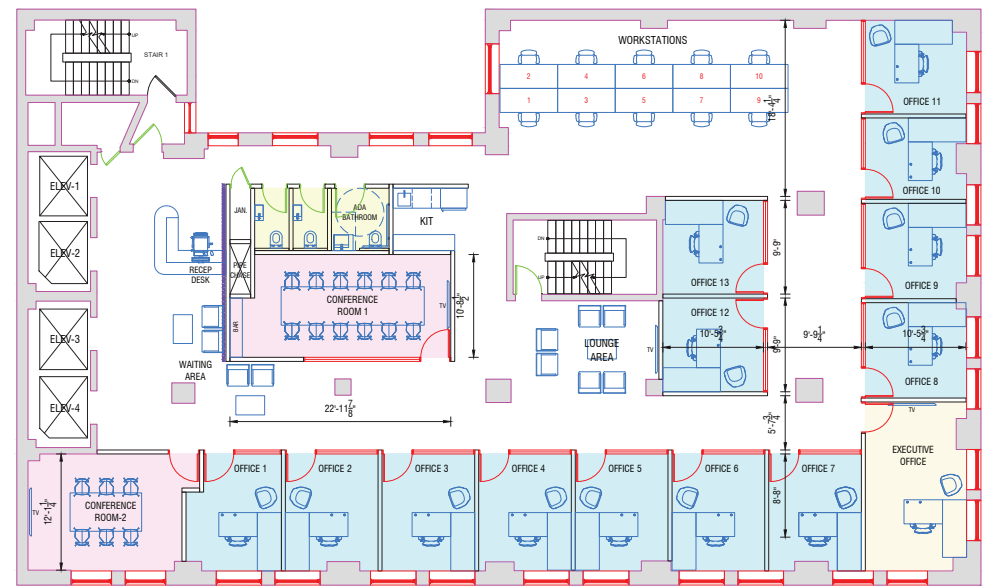 WORKSTATIONS
UP
STAIR 1
DN
2
4
6
8
10
1
3
5
7
9
18'-4 1/4"
OFFICE 11
OFFICE 10
ELEV-1
ELEV-2
JAN.
ADA
BATHROOM
KIT
RECEP
DESK
PIPE
CHASE
CONFERENCE
ROOM 1
TV
10'-8 1/2"
BAR
DN
UP
OFFICE 13
9'-9"
OFFICE 9
OFFICE 12
10'-5 3/4"
TV
9'-9"
9'-9 1/4"
10'-5 3/4"
OFFICE 8
LOUNGE
AREA
ELEV-3
ELEV-4
WAITING
AREA
22'-11 7/8"
5'-7 3/4"
TV
EXECUTIVE
OFFICE
OFFICE 1
OFFICE 2
OFFICE 3
OFFICE 4
OFFICE 5
OFFICE 6
OFFICE 7
8'-8"
TV
12'-1 1/4"
CONFERENCE
ROOM-2